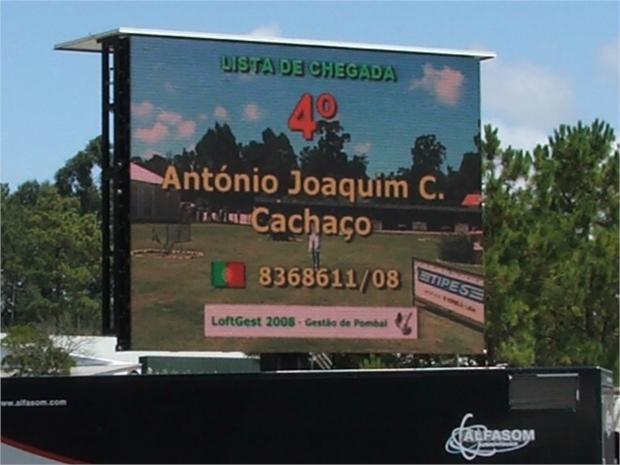 LISTA DE CHEGADA
4º
António Joaquim C.
Cachaço
8368611/08
TIPES
LoftGest 2008 - Gestão de Pombal
www.alfasom.com
ALFASOM